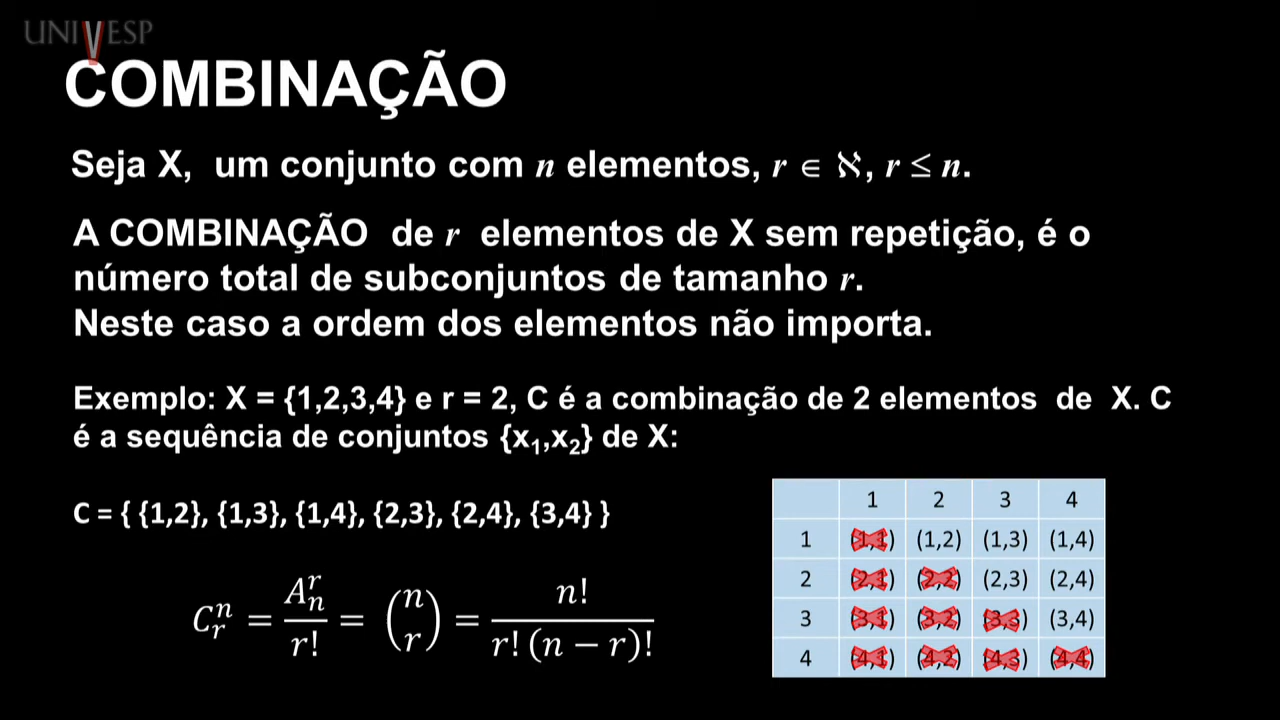 UNIVESP
COMBINAÇÃO
Seja X, um conjunto com n elementos, r ∈ ℵ, r ≤ n.
A COMBINAÇÃO de r elementos de X sem repetição, é o
número total de subconjuntos de tamanho r.
Neste caso a ordem dos elementos não importa.
Exemplo: X = {1,2,3,4} e r = 2, C é a combinação de 2 elementos de X. C
é a sequência de conjuntos {x₁,x₂} de X:
C = { {1,2}, {1,3}, {1,4}, {2,3}, {2,4}, {3,4} }
C_r^n = A_n^r / r! = (n r) = n! / r! (n − r)!
1 2 3 4
1 (1,1) (1,2) (1,3) (1,4)
2 (2,1) (2,2) (2,3) (2,4)
3 (3,1) (3,2) (3,3) (3,4)
4 (4,1) (4,2) (4,3) (4,4)